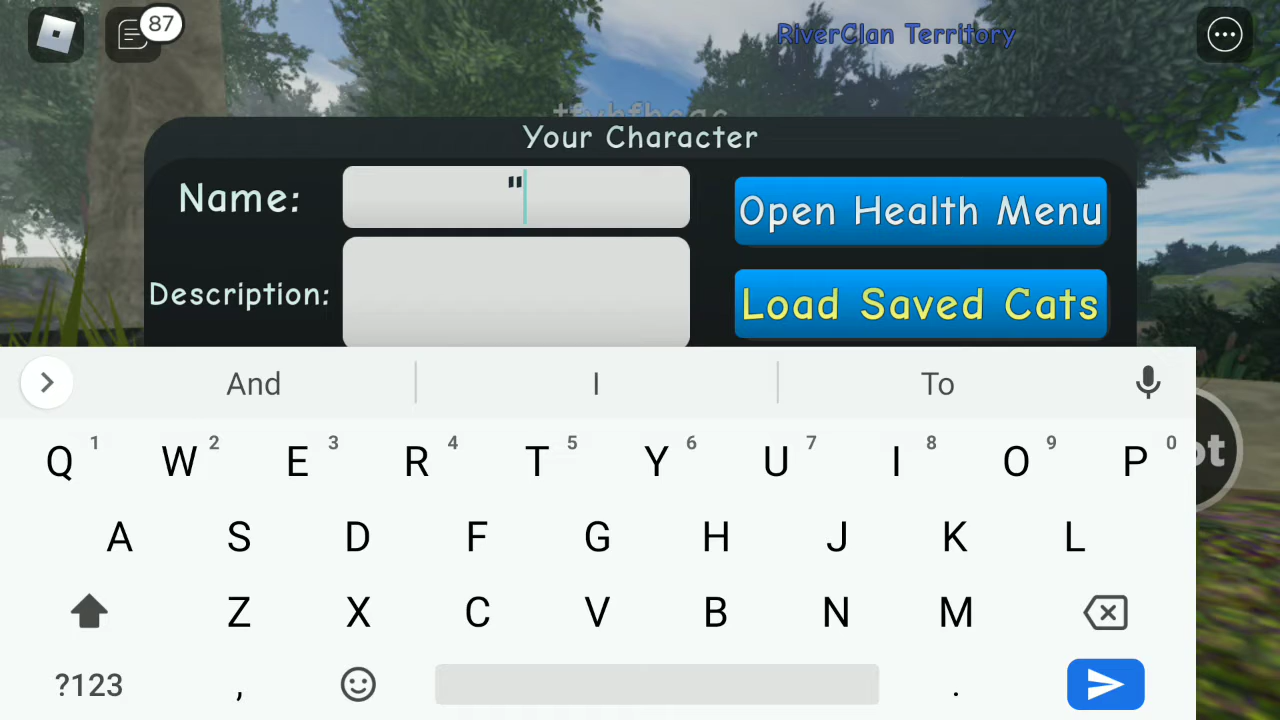 87
RiverClan Territory
Your Character
Name: "
Open Health Menu
Description:
Load Saved Cats
And I To
Q 1 W 2 E 3 R 4 T 5 Y 6 U 7 I 8 O 9 P 0
A S D F G H J K L
Z X C V B N M
?123 , .